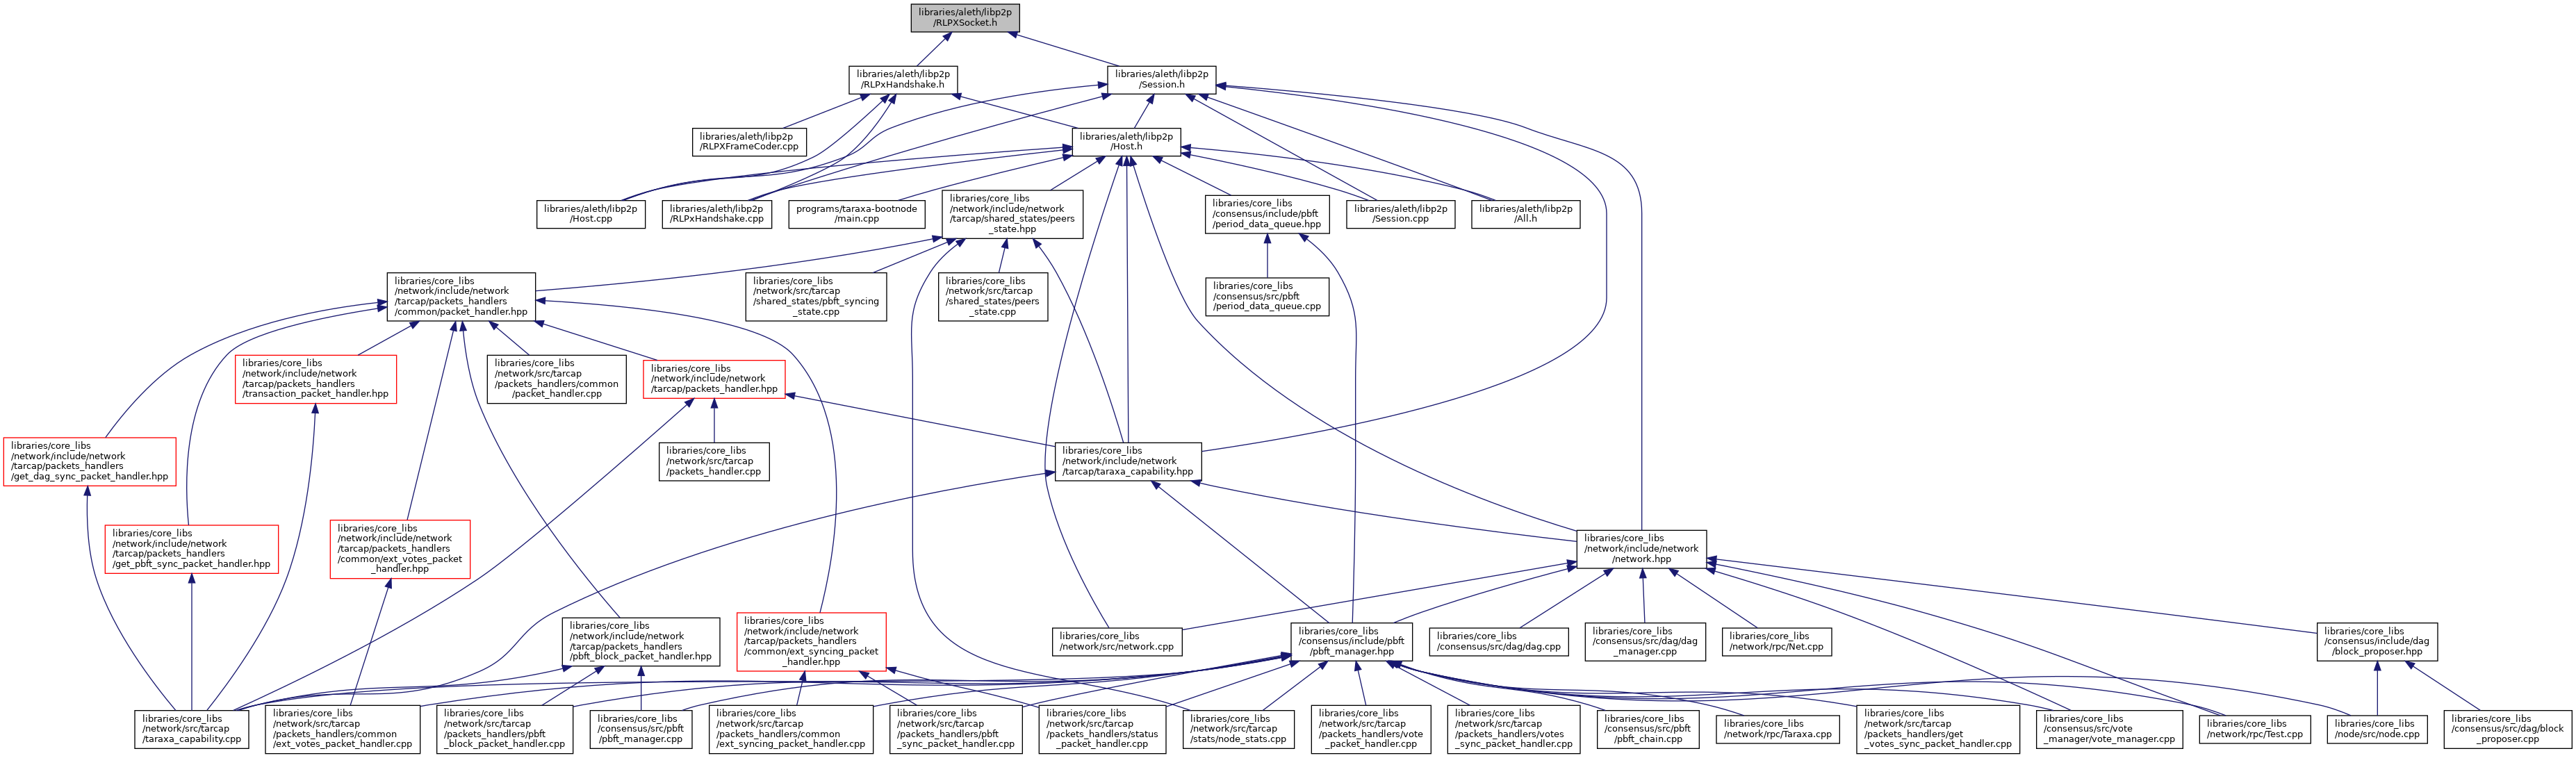 libraries/aleth/libp2p
/RLPXSocket.h
libraries/aleth/libp2p
/RLPxHandshake.h
libraries/aleth/libp2p
/Session.h
libraries/aleth/libp2p
/RLPXFrameCoder.cpp
libraries/aleth/libp2p
/Host.h
libraries/aleth/libp2p
/Host.cpp
libraries/aleth/libp2p
/RLPxHandshake.cpp
programs/taraxa-bootnode
/main.cpp
libraries/core_libs
/network/include/network
/tarcap/shared_states/peers
_state.hpp
libraries/core_libs
/consensus/include/pbft
/period_data_queue.hpp
libraries/aleth/libp2p
/Session.cpp
libraries/aleth/libp2p
/All.h
libraries/core_libs
/network/include/network
/tarcap/packets_handlers
/common/packet_handler.hpp
libraries/core_libs
/network/src/tarcap
/shared_states/pbft_syncing
_state.cpp
libraries/core_libs
/network/src/tarcap
/shared_states/peers
_state.cpp
libraries/core_libs
/consensus/src/pbft
/period_data_queue.cpp
libraries/core_libs
/network/include/network
/tarcap/packets_handlers
/transaction_packet_handler.hpp
libraries/core_libs
/network/src/tarcap
/packets_handlers/common
/packet_handler.cpp
libraries/core_libs
/network/include/network
/tarcap/packets_handler.hpp
libraries/core_libs
/network/include/network
/tarcap/packets_handlers
/get_dag_sync_packet_handler.hpp
libraries/core_libs
/network/src/tarcap
/packets_handler.cpp
libraries/core_libs
/network/include/network
/tarcap/taraxa_capability.hpp
libraries/core_libs
/network/include/network
/tarcap/packets_handlers
/get_pbft_sync_packet_handler.hpp
libraries/core_libs
/network/include/network
/tarcap/packets_handlers
/common/ext_votes_packet
_handler.hpp
libraries/core_libs
/network/include/network
/network.hpp
libraries/core_libs
/network/include/network
/tarcap/packets_handlers
/pbft_block_packet_handler.hpp
libraries/core_libs
/network/include/network
/tarcap/packets_handlers
/common/ext_syncing_packet
_handler.hpp
libraries/core_libs
/network/src/network.cpp
libraries/core_libs
/consensus/include/pbft
/pbft_manager.hpp
libraries/core_libs
/consensus/src/dag/dag.cpp
libraries/core_libs
/consensus/src/dag/dag
_manager.cpp
libraries/core_libs
/network/rpc/Net.cpp
libraries/core_libs
/consensus/include/dag
/block_proposer.hpp
libraries/core_libs
/network/src/tarcap
/taraxa_capability.cpp
libraries/core_libs
/network/src/tarcap
/packets_handlers/common
/ext_votes_packet_handler.cpp
libraries/core_libs
/network/src/tarcap
/packets_handlers/pbft
_block_packet_handler.cpp
libraries/core_libs
/consensus/src/pbft
/pbft_manager.cpp
libraries/core_libs
/network/src/tarcap
/packets_handlers/common
/ext_syncing_packet_handler.cpp
libraries/core_libs
/network/src/tarcap
/packets_handlers/pbft
_sync_packet_handler.cpp
libraries/core_libs
/network/src/tarcap
/packets_handlers/status
_packet_handler.cpp
libraries/core_libs
/network/src/tarcap
/stats/node_stats.cpp
libraries/core_libs
/network/src/tarcap
/packets_handlers/vote
_packet_handler.cpp
libraries/core_libs
/network/src/tarcap
/packets_handlers/votes
_sync_packet_handler.cpp
libraries/core_libs
/consensus/src/pbft
/pbft_chain.cpp
libraries/core_libs
/network/rpc/Taraxa.cpp
libraries/core_libs
/network/src/tarcap
/packets_handlers/get
_votes_sync_packet_handler.cpp
libraries/core_libs
/consensus/src/vote
_manager/vote_manager.cpp
libraries/core_libs
/network/rpc/Test.cpp
libraries/core_libs
/node/src/node.cpp
libraries/core_libs
/consensus/src/dag/block
_proposer.cpp